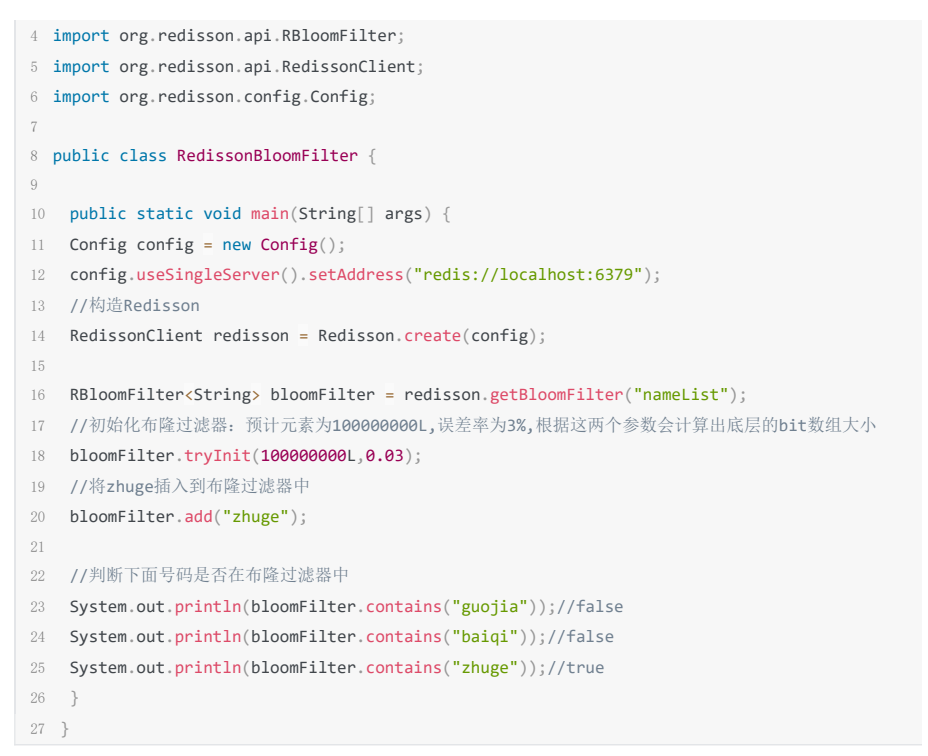 4 import org.redisson.api.RBloomFilter;
5 import org.redisson.api.RedissonClient;
6 import org.redisson.config.Config;
7
8 public class RedissonBloomFilter {
9
10 public static void main(String[] args) {
11 Config config = new Config();
12 config.useSingleServer().setAddress("redis://localhost:6379");
13 //构造Redisson
14 RedissonClient redisson = Redisson.create(config);
15
16 RBloomFilter<String> bloomFilter = redisson.getBloomFilter("nameList");
17 //初始化布隆过滤器：预计元素为100000000L,误差率为3%,根据这两个参数会计算出底层的bit数组大小
18 bloomFilter.tryInit(100000000L,0.03);
19 //将zhuge插入到布隆过滤器中
20 bloomFilter.add("zhuge");
21
22 //判断下面号码是否在布隆过滤器中
23 System.out.println(bloomFilter.contains("guojia"));//false
24 System.out.println(bloomFilter.contains("baiqi"));//false
25 System.out.println(bloomFilter.contains("zhuge"));//true
26 }
27 }